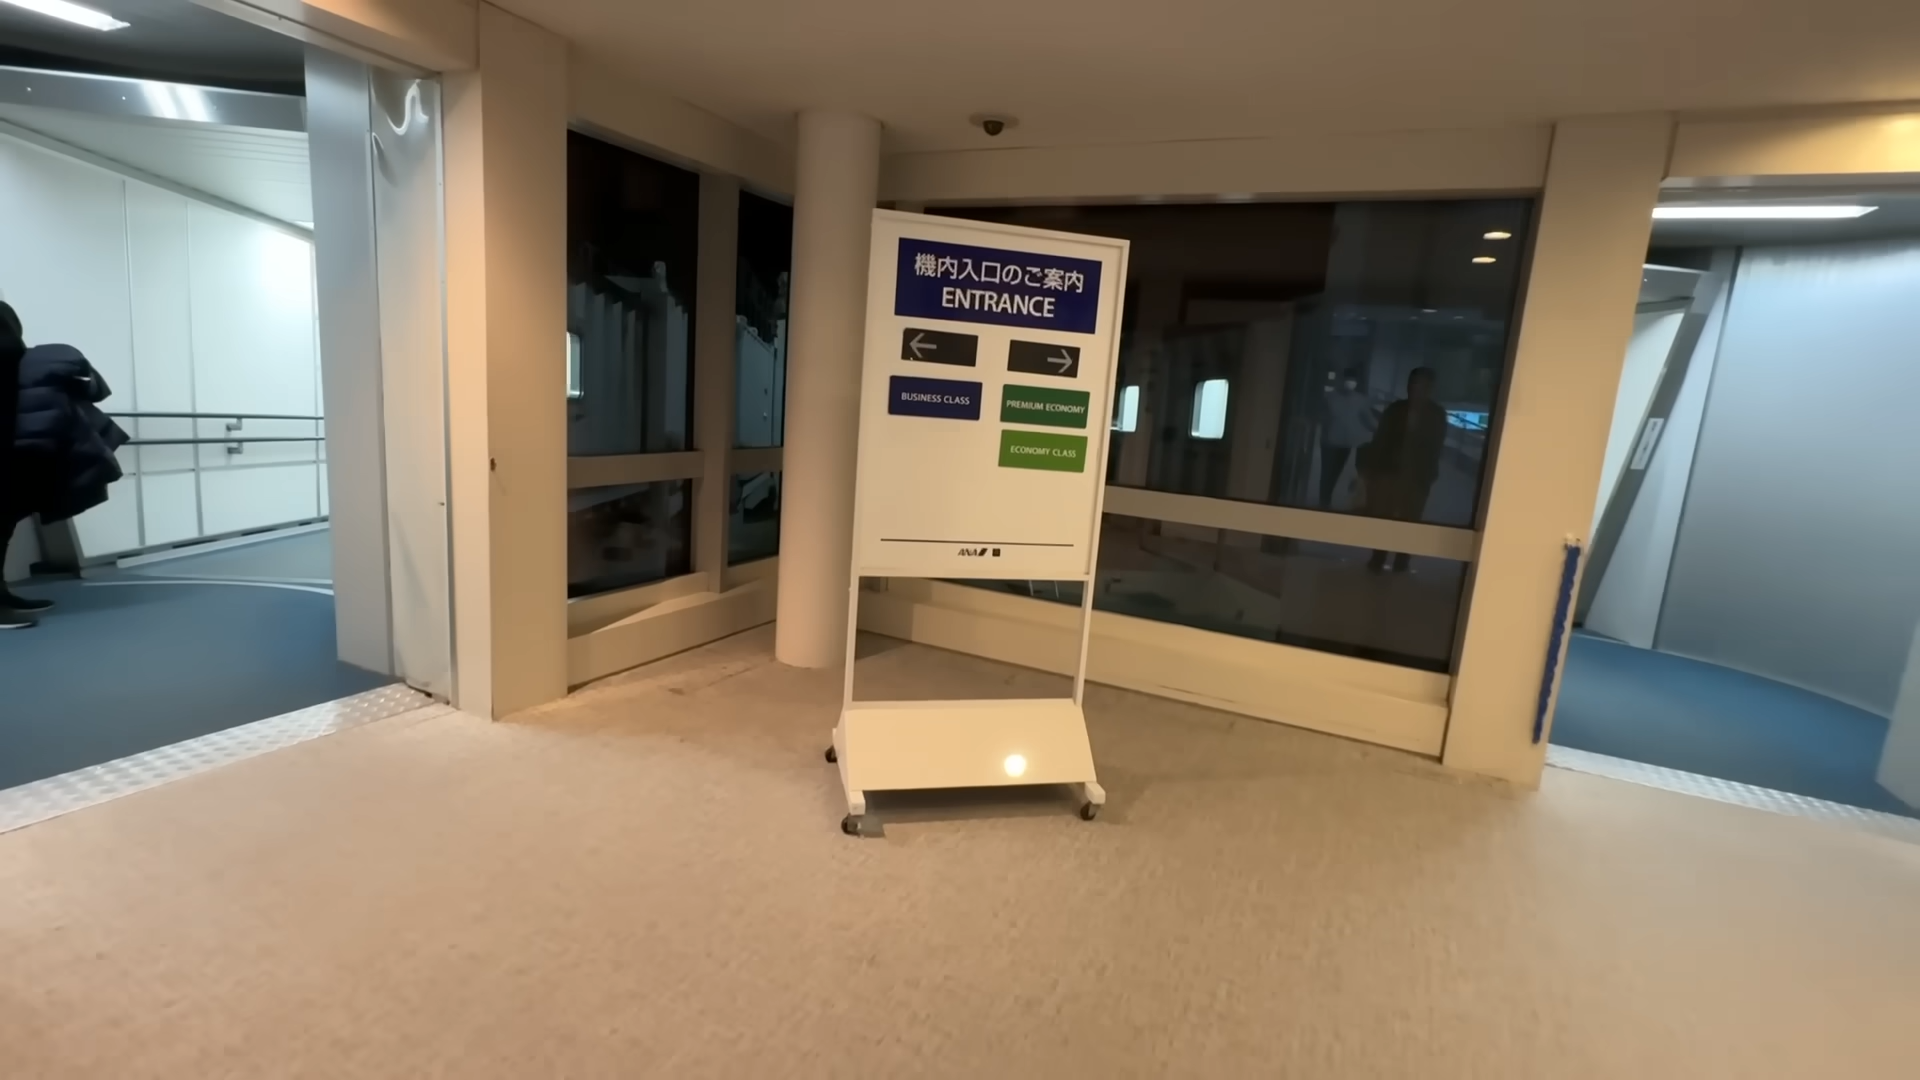 機内入口のご案内
ENTRANCE
← →
BUSINESS CLASS
PREMIUM ECONOMY
ECONOMY CLASS
ANA